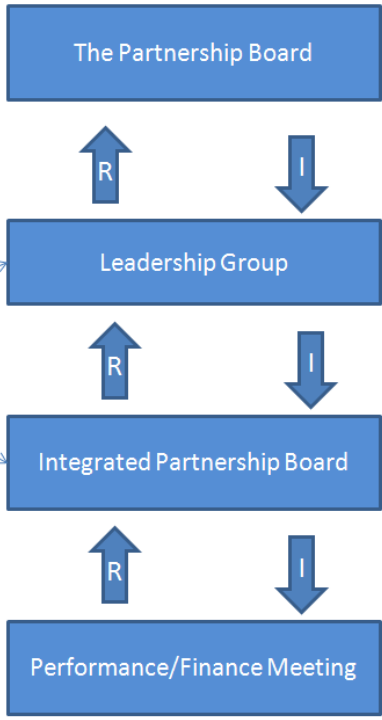 The Partnership Board
R I
Leadership Group
R I
Integrated Partnership Board
R I
Performance/Finance Meeting